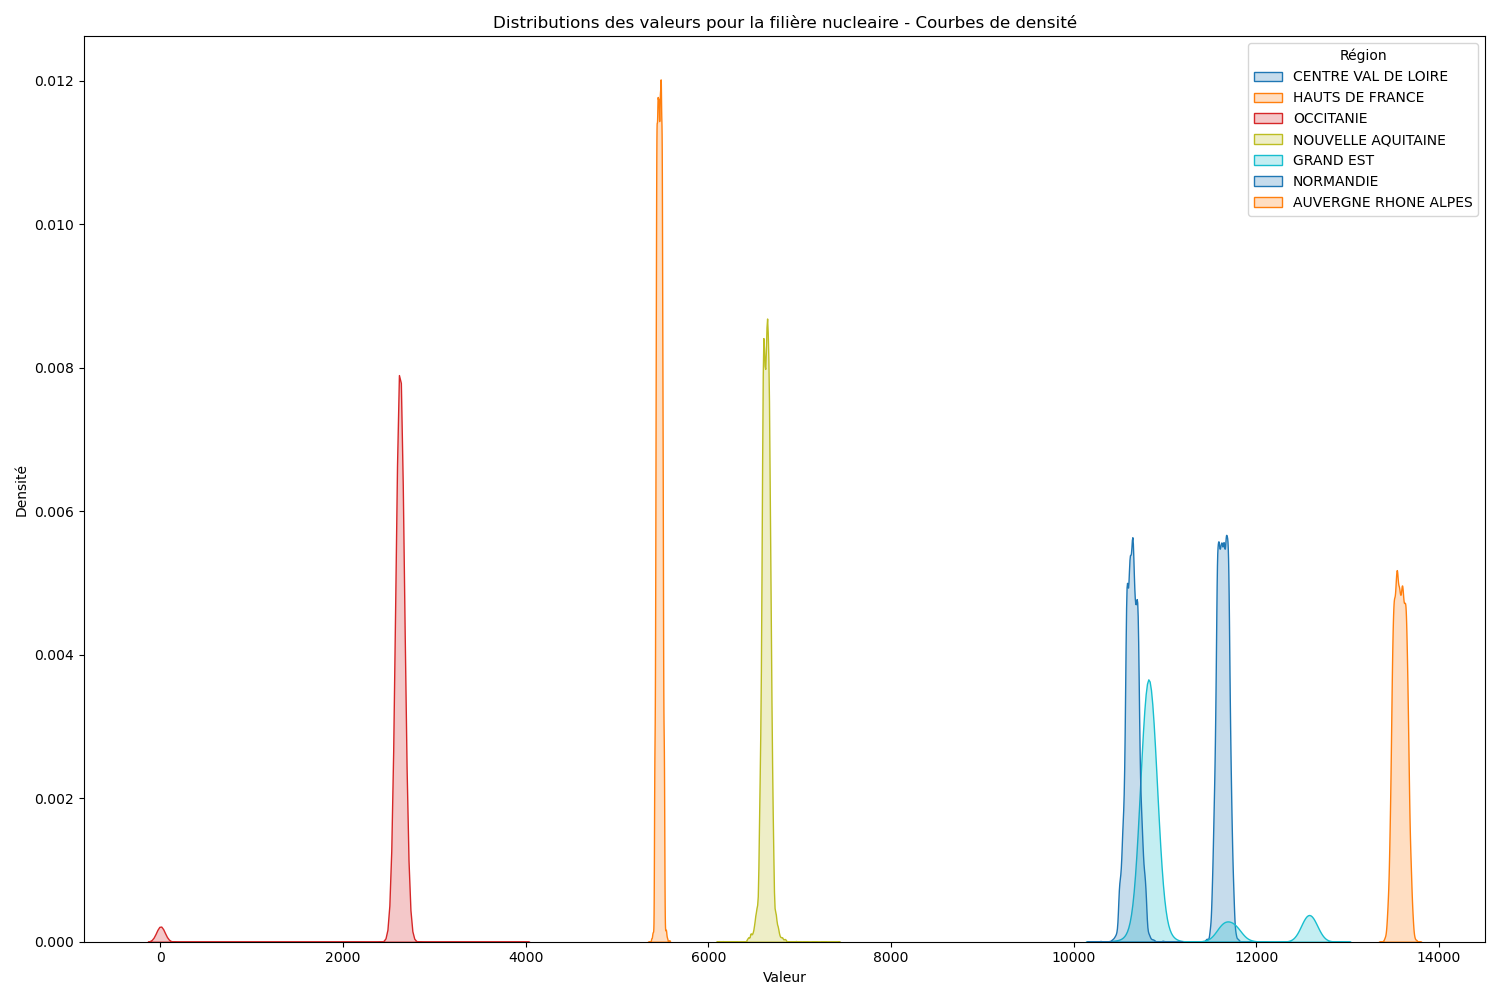 Distributions des valeurs pour la filière nucleaire - Courbes de densité
Région
CENTRE VAL DE LOIRE
HAUTS DE FRANCE
OCCITANIE
NOUVELLE AQUITAINE
GRAND EST
NORMANDIE
AUVERGNE RHONE ALPES
Densité
0.012
0.010
0.008
0.006
0.004
0.002
0.000
0 2000 4000 6000 8000 10000 12000 14000
Valeur